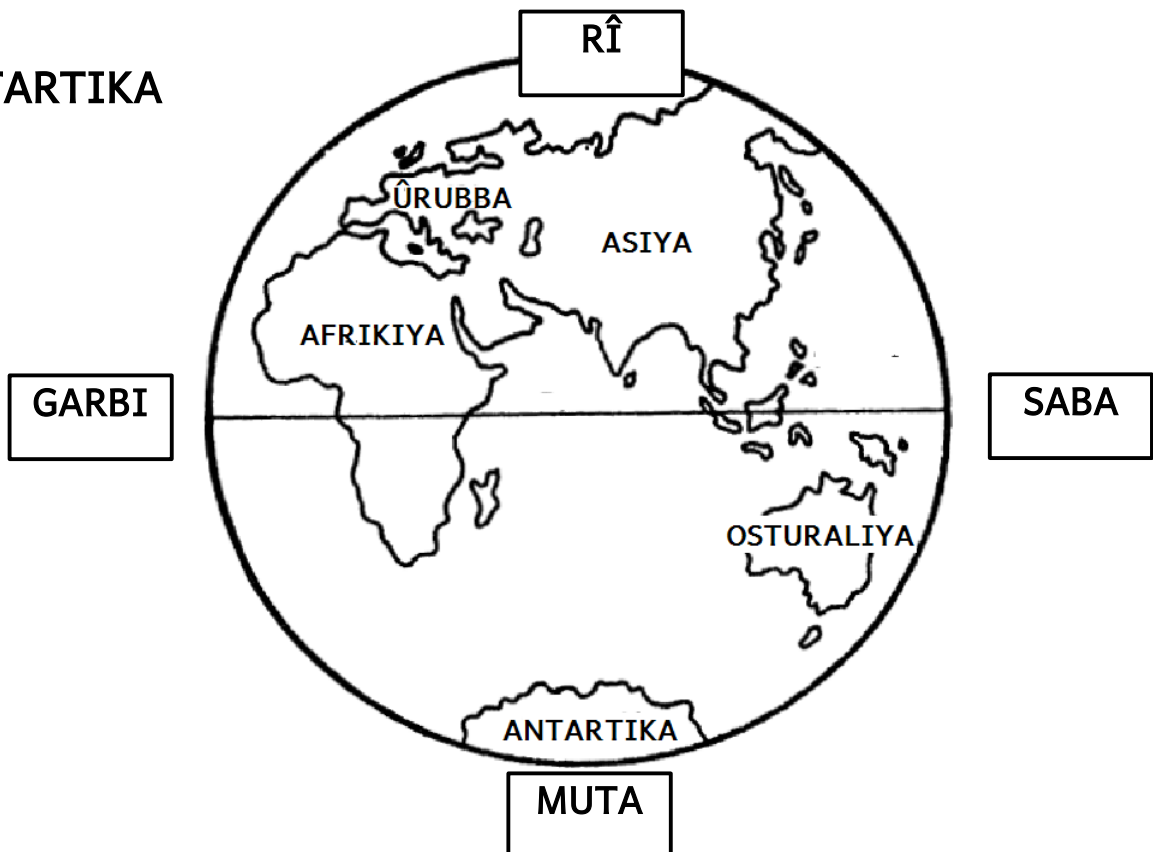 RÎ
TARTIKA
ÛRUBBA
ASIYA
AFRIKIYA
GARBI
SABA
OSTURALIYA
ANTARTIKA
MUTA